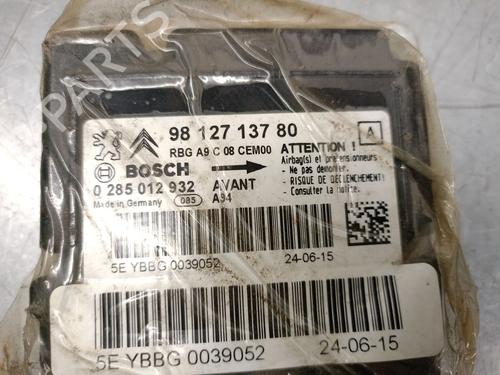 98 127 137 80
RBG A9 C 08 CEM00
A
ATTENTION !
Airbag(s) et prétensionneurs
- Ne pas démonter.
- RISQUE DE DÉCLENCHEMENT!
- Consulter la notice.
BOSCH
0 285 012 932
AVANT
Made in Germany
085
A94
5E YBBG 0039052
24-06-15
5E YBBG 0039052
24-06-15